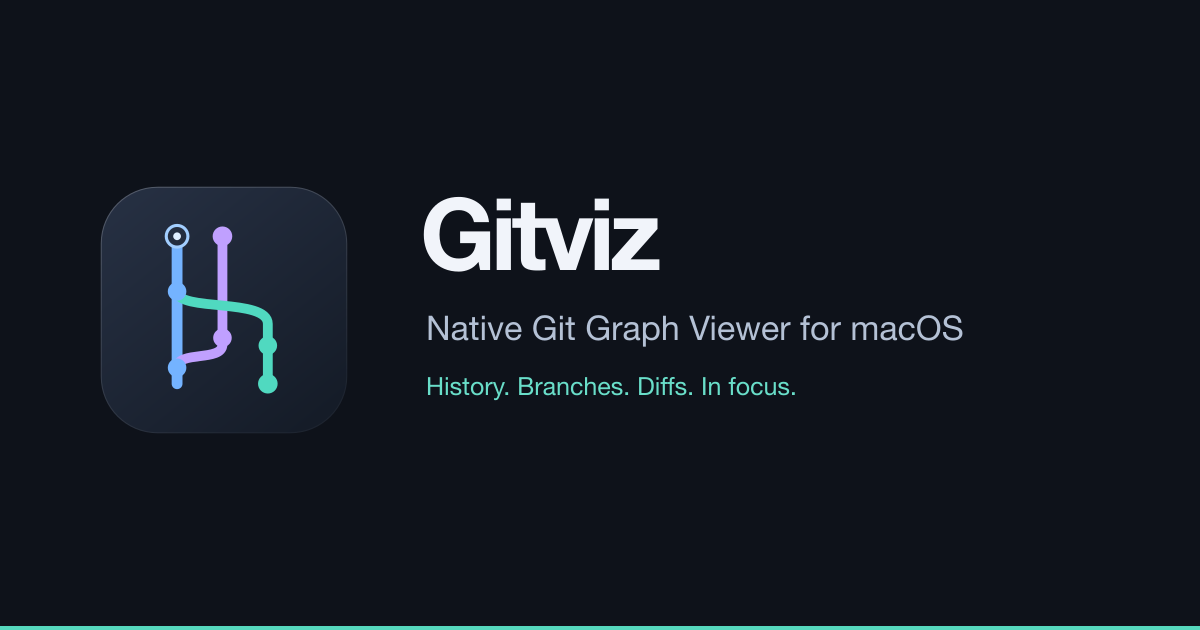 Gitviz
Native Git Graph Viewer for macOS
History. Branches. Diffs. In focus.